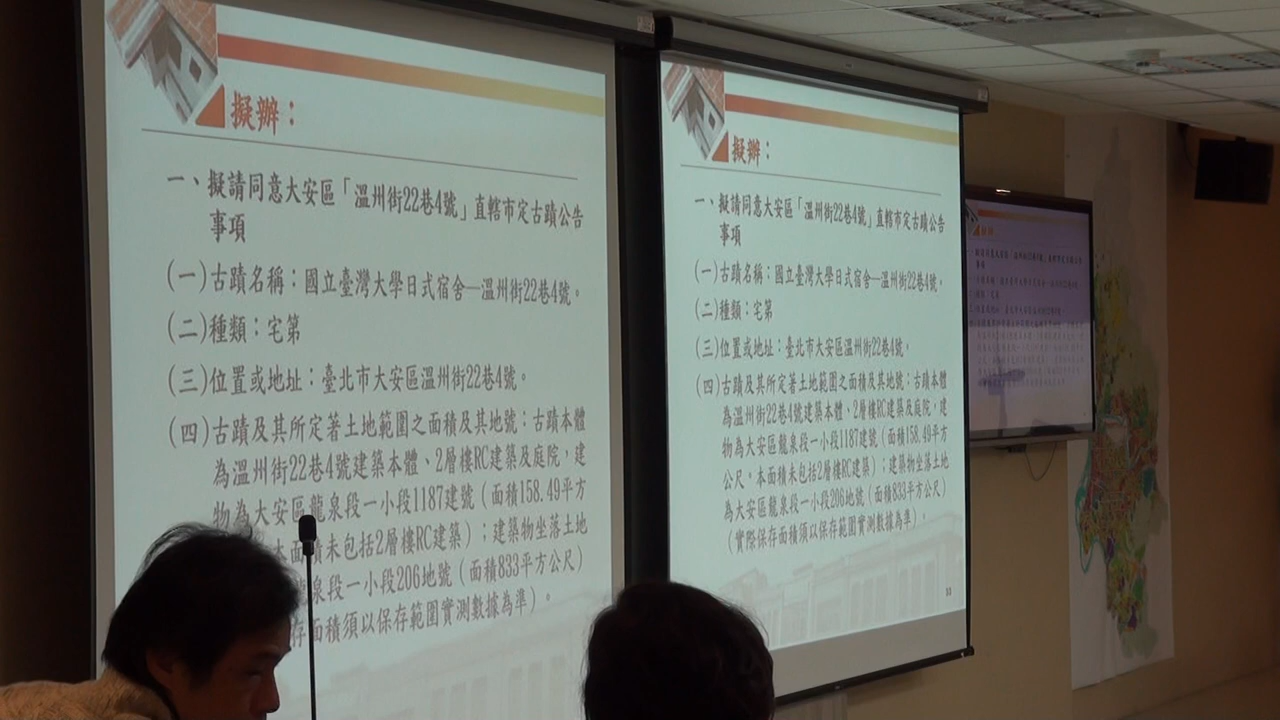 擬辦：
一、擬請同意大安區「溫州街22巷4號」直轄市定古蹟公告
事項
(一)古蹟名稱：國立臺灣大學日式宿舍—溫州街22巷4號。
(二)種類：宅第
(三)位置或地址：臺北市大安區溫州街22巷4號。
(四)古蹟及其所定著土地範圍之面積及其地號：古蹟本體
為溫州街22巷4號建築本體、2層樓RC建築及庭院，建
物為大安區龍泉段一小段1187建號（面積158.49平方
本面積未包括2層樓RC建築）；建築物坐落土地
龍泉段一小段206地號（面積833平方公尺）
存面積須以保存範圍實測數據為準）。
擬辦：
一、擬請同意大安區「溫州街22巷4號」直轄市定古蹟公告
事項
(一)古蹟名稱：國立臺灣大學日式宿舍—溫州街22巷4號。
(二)種類：宅第
(三)位置或地址：臺北市大安區溫州街22巷4號。
(四)古蹟及其所定著土地範圍之面積及其地號：古蹟本體
為溫州街22巷4號建築本體、2層樓RC建築及庭院，建
物為大安區龍泉段一小段1187建號（面積158.49平方
公尺，本面積未包括2層樓RC建築）；建築物坐落土地
為大安區龍泉段一小段206地號（面積833平方公尺）
（實際保存面積須以保存範圍實測數據為準）。
擬辦